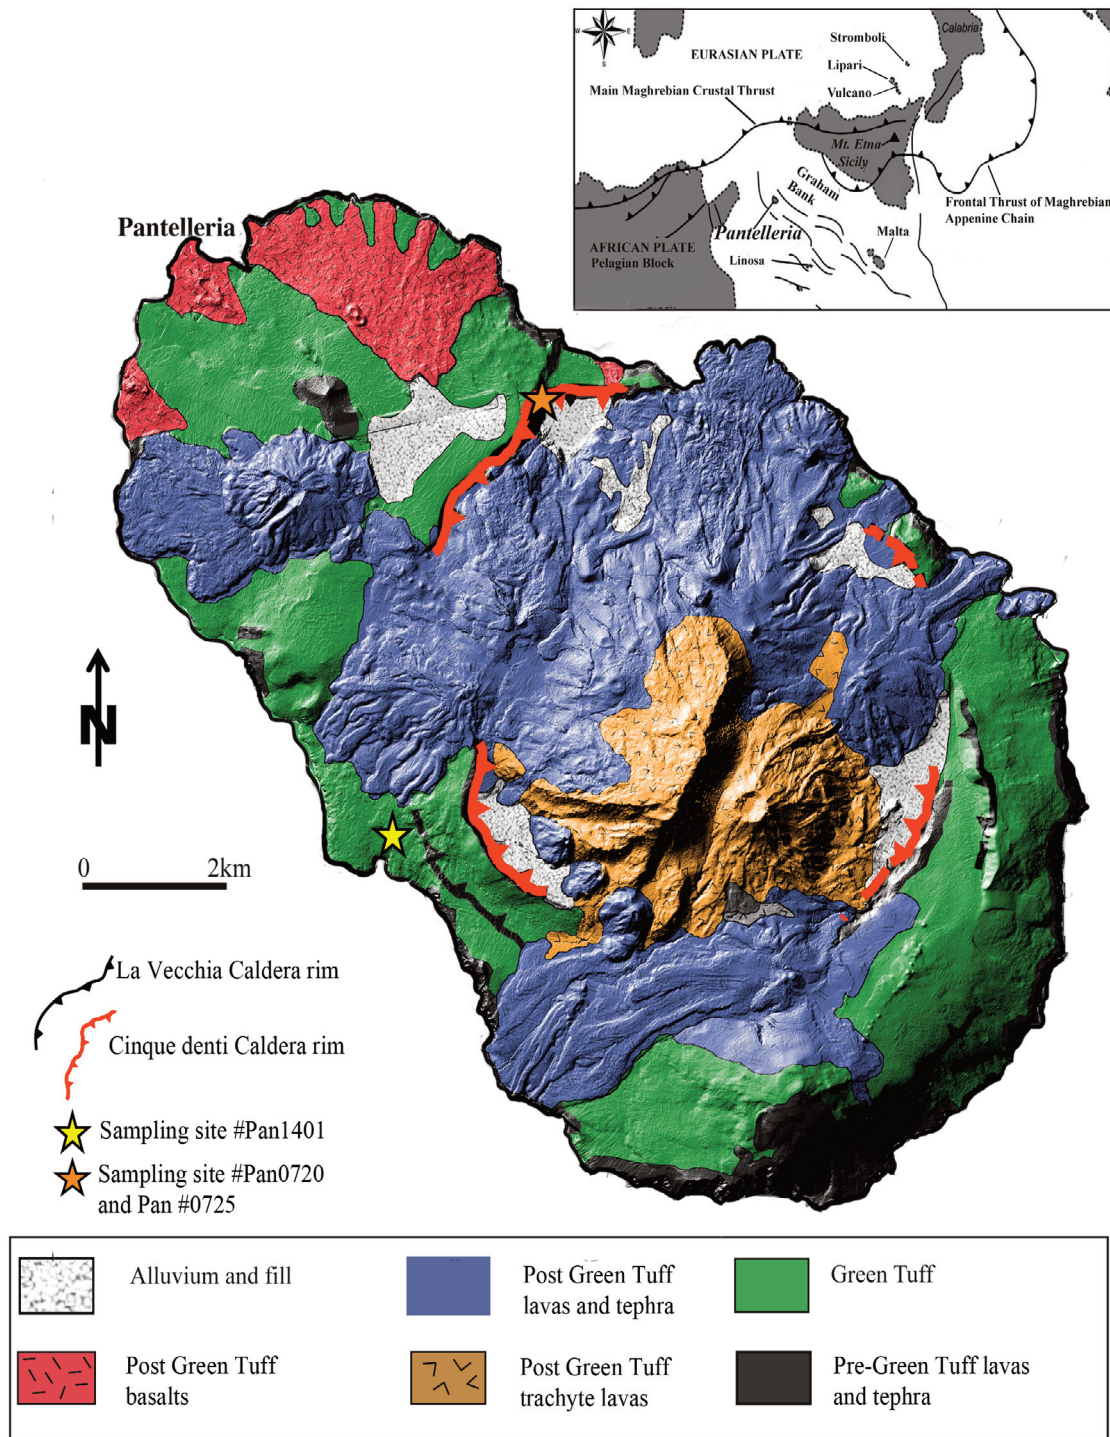 N
W
E
S
EURASIAN PLATE
Stromboli
Calabria
Lipari
Vulcano
Main Maghrebian Crustal Thrust
Mt. Etna
Sicily
Graham
Bank
Frontal Thrust of Maghrebian
Appenine Chain
AFRICAN PLATE
Pelagian Block
Pantelleria
Malta
Linosa
Pantelleria
N
0
2km
La Vecchia Caldera rim
Cinque denti Caldera rim
Sampling site #Pan1401
Sampling site #Pan0720
and Pan #0725
Alluvium and fill
Post Green Tuff
lavas and tephra
Green Tuff
Post Green Tuff
basalts
Post Green Tuff
trachyte lavas
Pre-Green Tuff lavas
and tephra